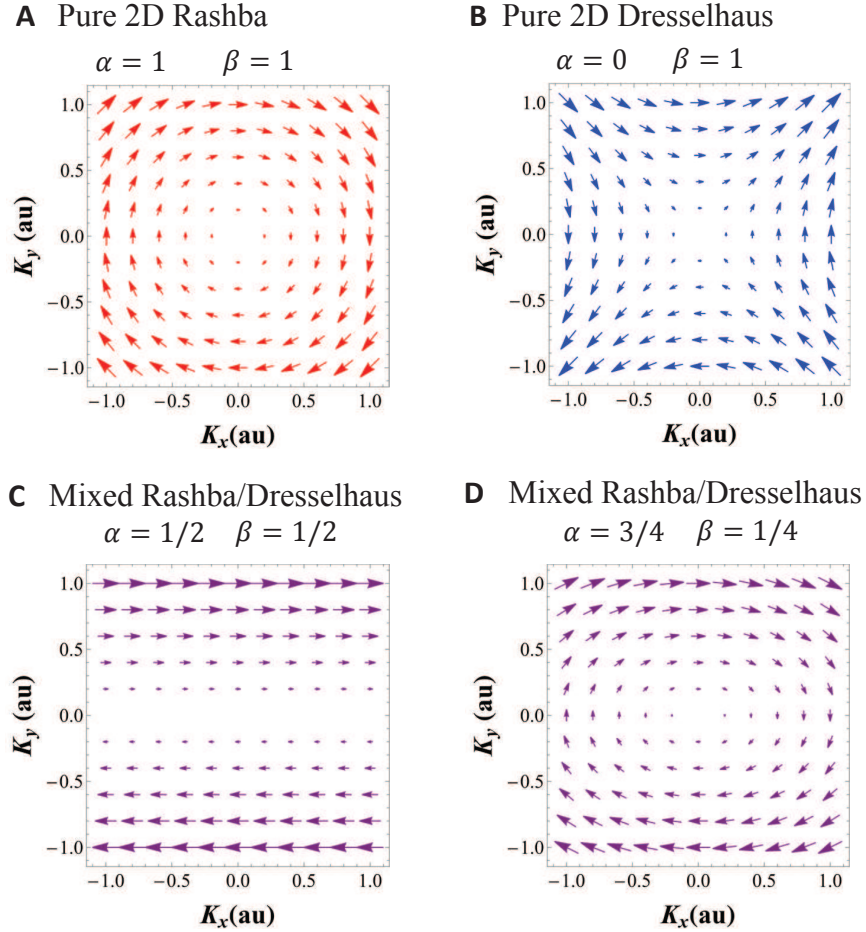 A Pure 2D Rashba
α = 1 β = 1
1.0
0.5
0.0
−0.5
−1.0
K_y (au)
−1.0 −0.5 0.0 0.5 1.0
K_x(au)
B Pure 2D Dresselhaus
α = 0 β = 1
1.0
0.5
0.0
−0.5
−1.0
K_y (au)
−1.0 −0.5 0.0 0.5 1.0
K_x(au)
C Mixed Rashba/Dresselhaus
α = 1/2 β = 1/2
1.0
0.5
0.0
−0.5
−1.0
K_y (au)
−1.0 −0.5 0.0 0.5 1.0
K_x(au)
D Mixed Rashba/Dresselhaus
α = 3/4 β = 1/4
1.0
0.5
0.0
−0.5
−1.0
K_y (au)
−1.0 −0.5 0.0 0.5 1.0
K_x(au)